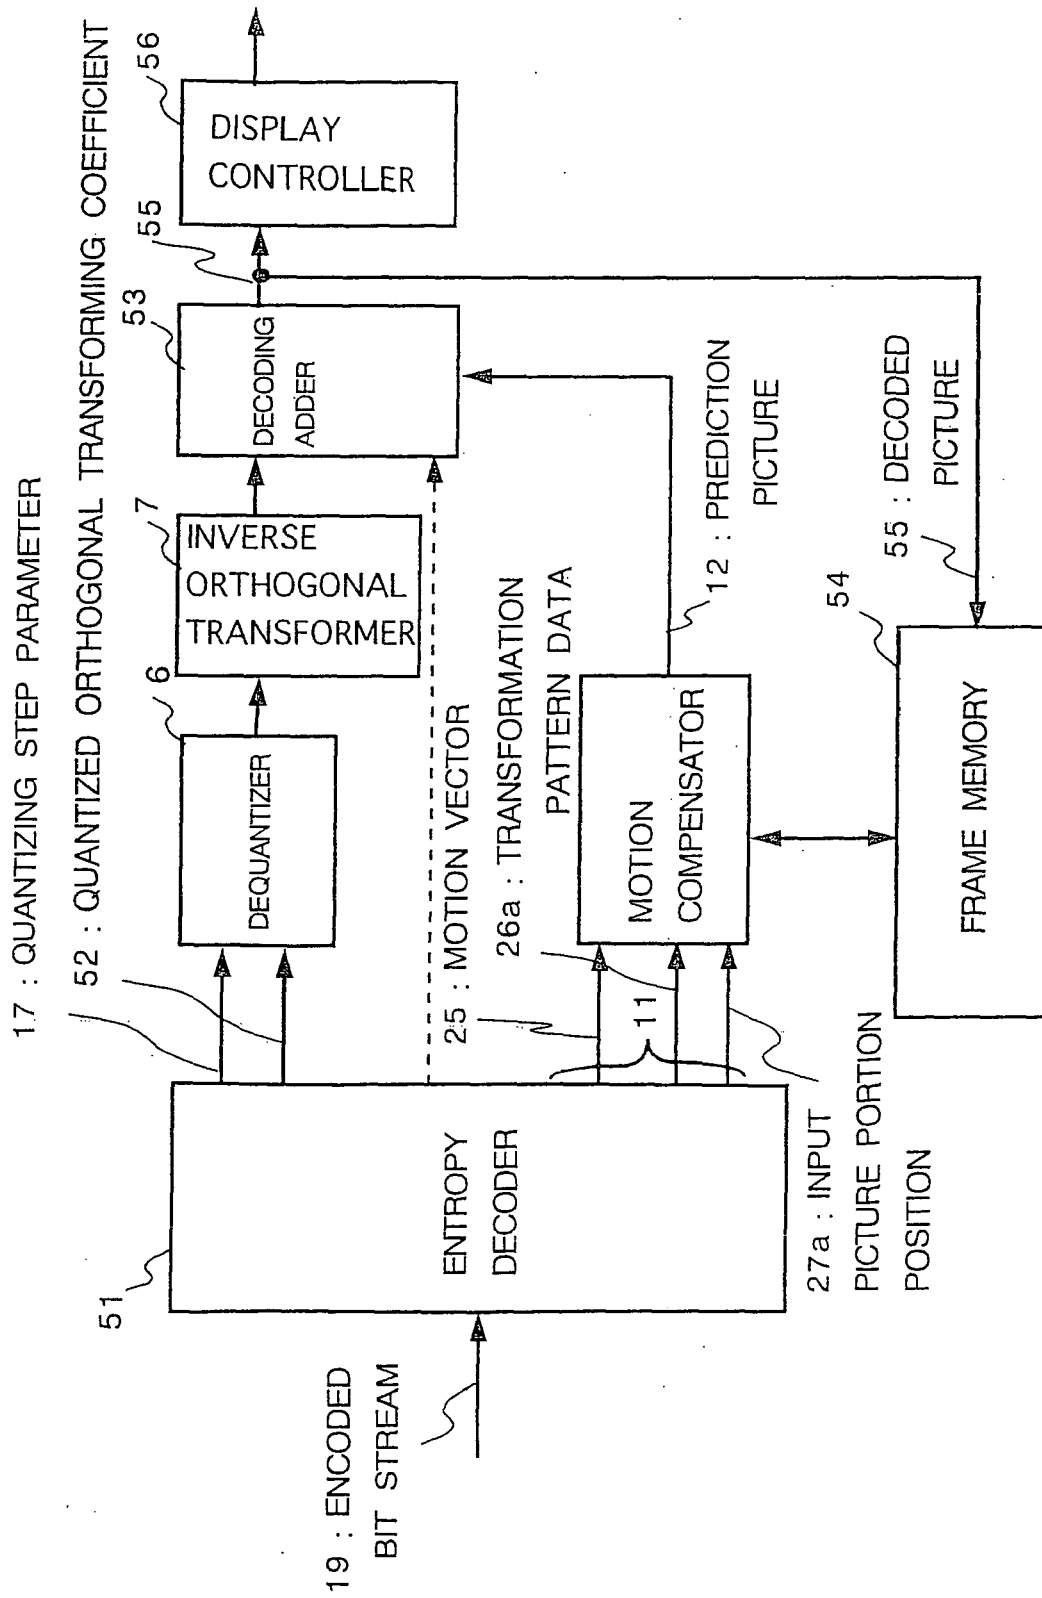 17 : QUANTIZING STEP PARAMETER
52 : QUANTIZED ORTHOGONAL TRANSFORMING COEFFICIENT
19 : ENCODED
BIT STREAM
51
ENTROPY
DECODER
6
DEQUANTIZER
7
INVERSE
ORTHOGONAL
TRANSFORMER
53
DECODING
ADDER
55
56
DISPLAY
CONTROLLER
25 : MOTION VECTOR
26a : TRANSFORMATION
PATTERN DATA
11
MOTION
COMPENSATOR
12 : PREDICTION
PICTURE
27a : INPUT
PICTURE PORTION
POSITION
54
FRAME MEMORY
55 : DECODED
PICTURE